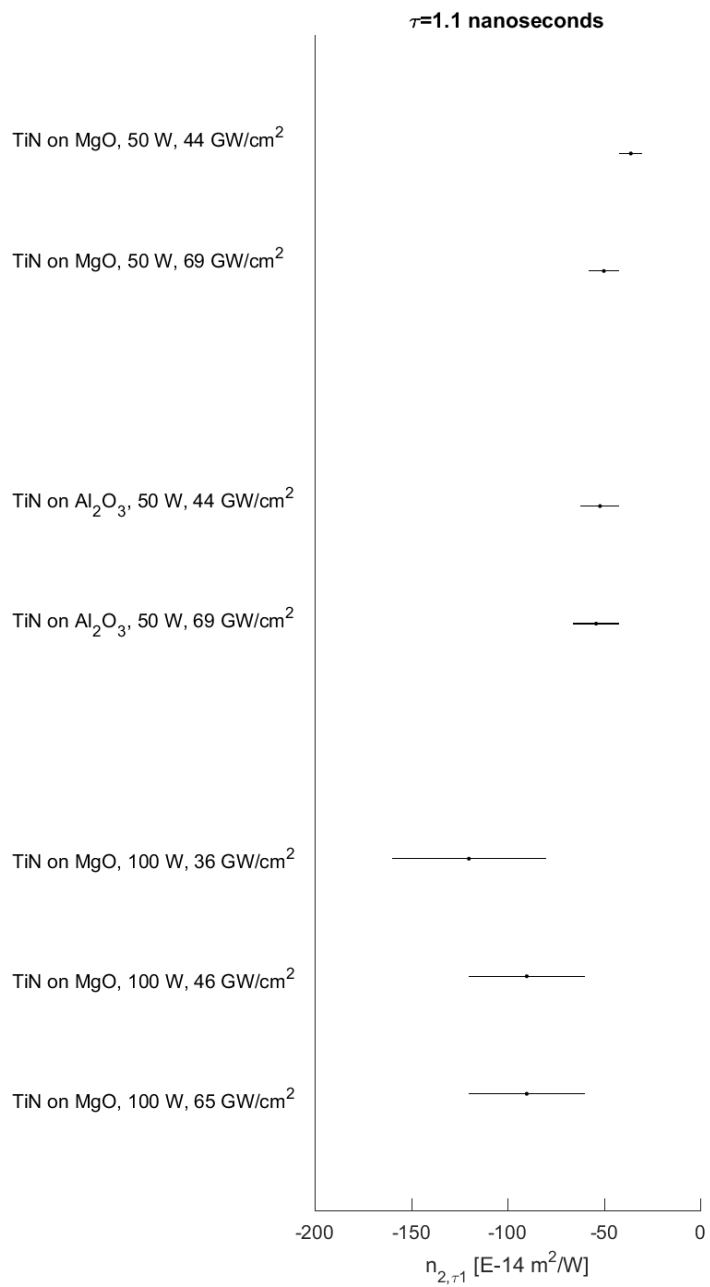 τ=1.1 nanoseconds
TiN on MgO, 50 W, 44 GW/cm²
TiN on MgO, 50 W, 69 GW/cm²
TiN on Al₂O₃, 50 W, 44 GW/cm²
TiN on Al₂O₃, 50 W, 69 GW/cm²
TiN on MgO, 100 W, 36 GW/cm²
TiN on MgO, 100 W, 46 GW/cm²
TiN on MgO, 100 W, 65 GW/cm²
-200 -150 -100 -50 0
n₂,τ₁ [E-14 m²/W]